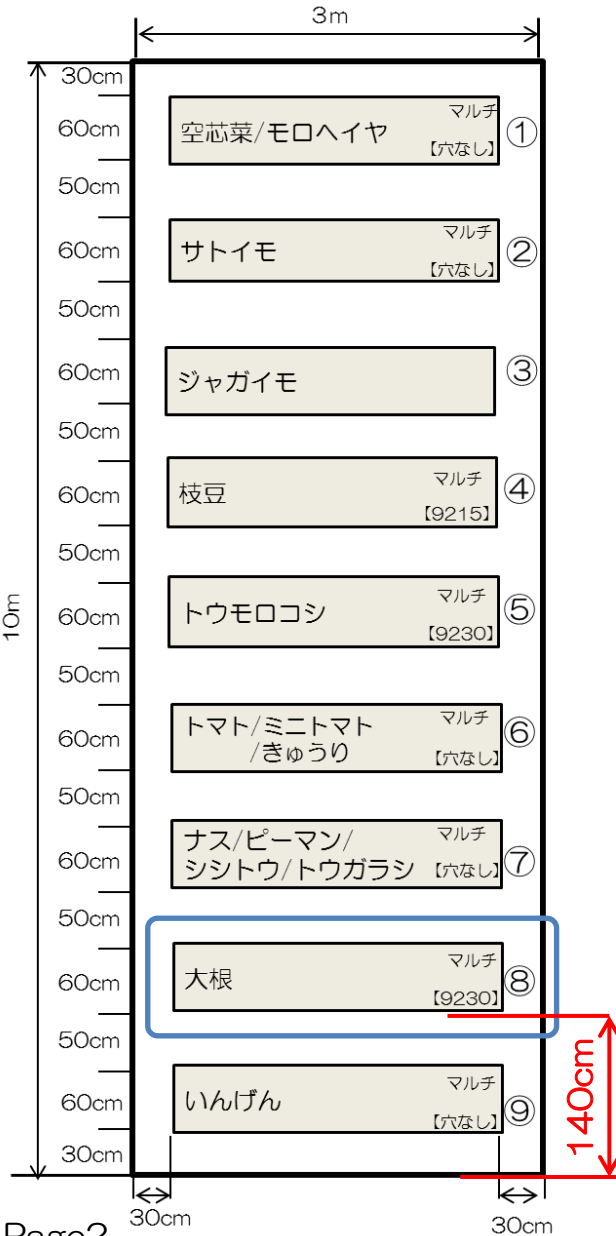 3m
30cm
60cm
空芯菜/モロヘイヤ
マルチ
【穴なし】
①
50cm
60cm
サトイモ
マルチ
【穴なし】
②
50cm
60cm
ジャガイモ
③
50cm
60cm
枝豆
マルチ
【9215】
④
50cm
10m
60cm
トウモロコシ
マルチ
【9230】
⑤
50cm
60cm
トマト/ミニトマト
/きゅうり
マルチ
【穴なし】
⑥
50cm
60cm
ナス/ピーマン/
シシトウ/トウガラシ
マルチ
【穴なし】
⑦
50cm
60cm
大根
マルチ
【9230】
⑧
50cm
140cm
60cm
いんげん
マルチ
【穴なし】
⑨
30cm
30cm
30cm
Page2